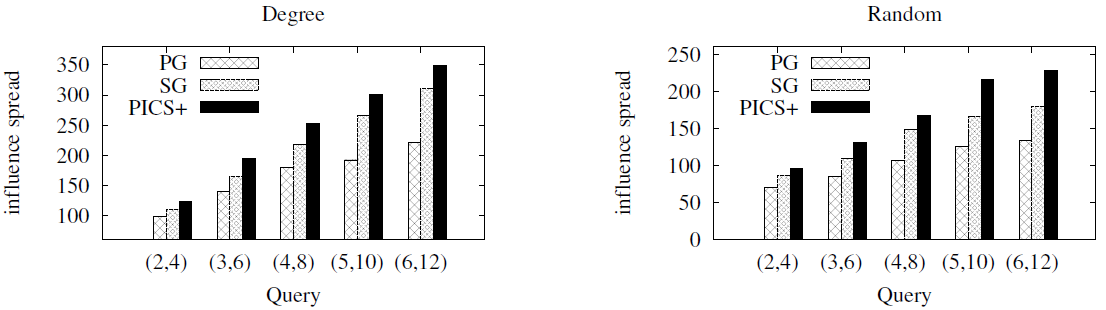 Degree
influence spread
350
300
250
200
150
100
PG
SG
PICS+
(2,4) (3,6) (4,8) (5,10) (6,12)
Query
Random
influence spread
250
200
150
100
50
0
PG
SG
PICS+
(2,4) (3,6) (4,8) (5,10) (6,12)
Query